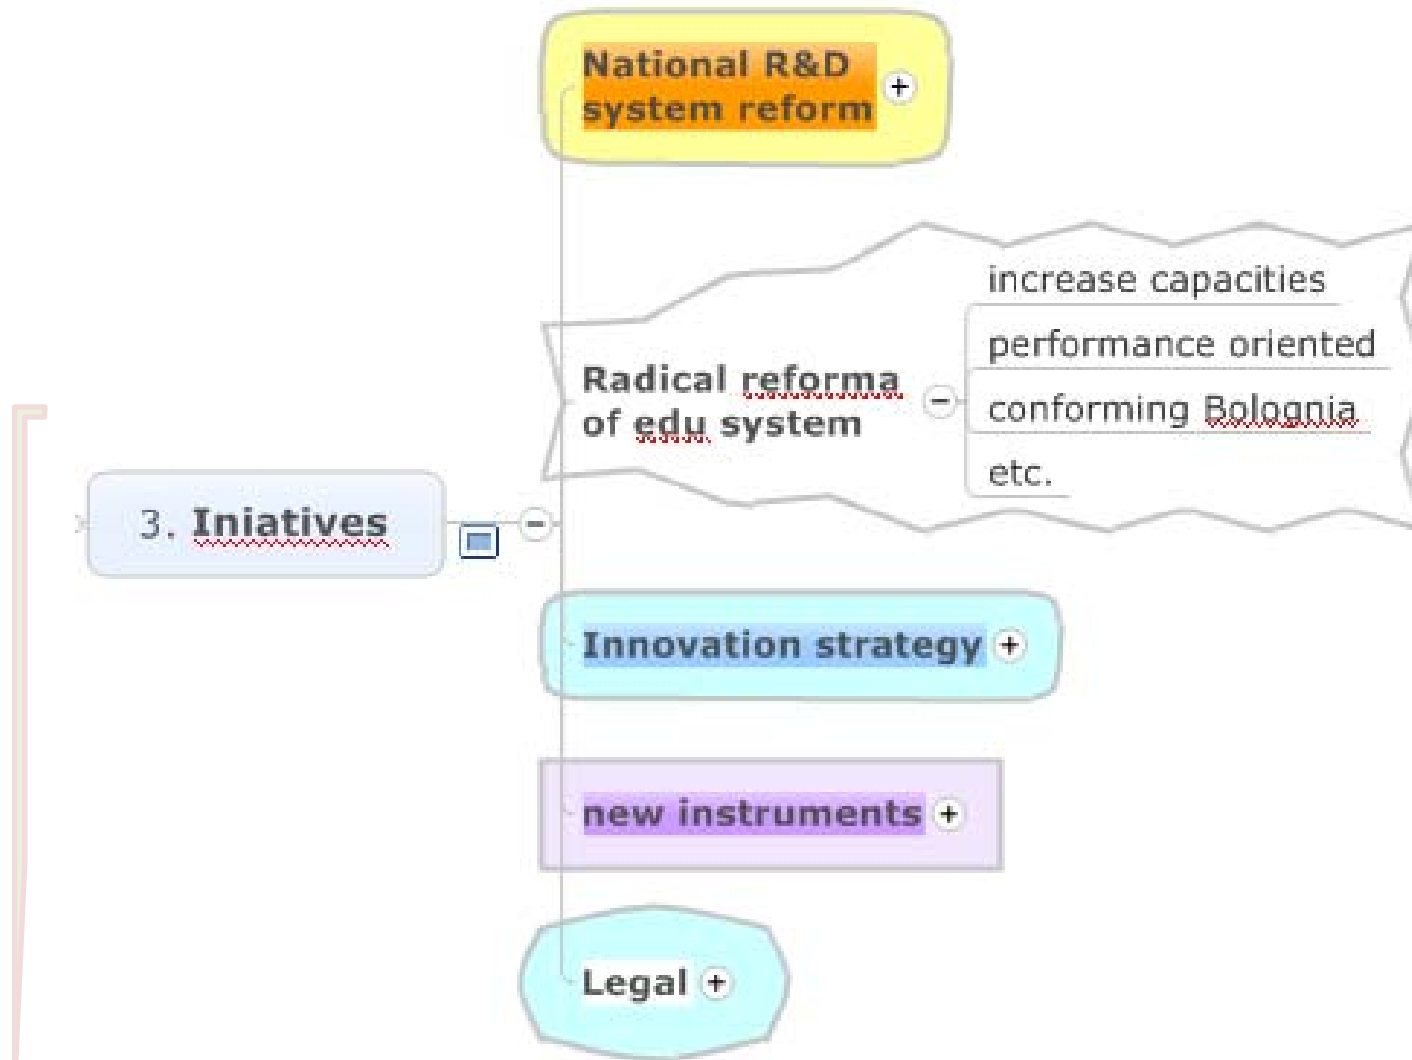 National R&D
system reform
increase capacities
performance oriented
Radical reforma
of edu system
conforming Bolognia
etc.
3. Iniatives
Innovation strategy
new instruments
Legal